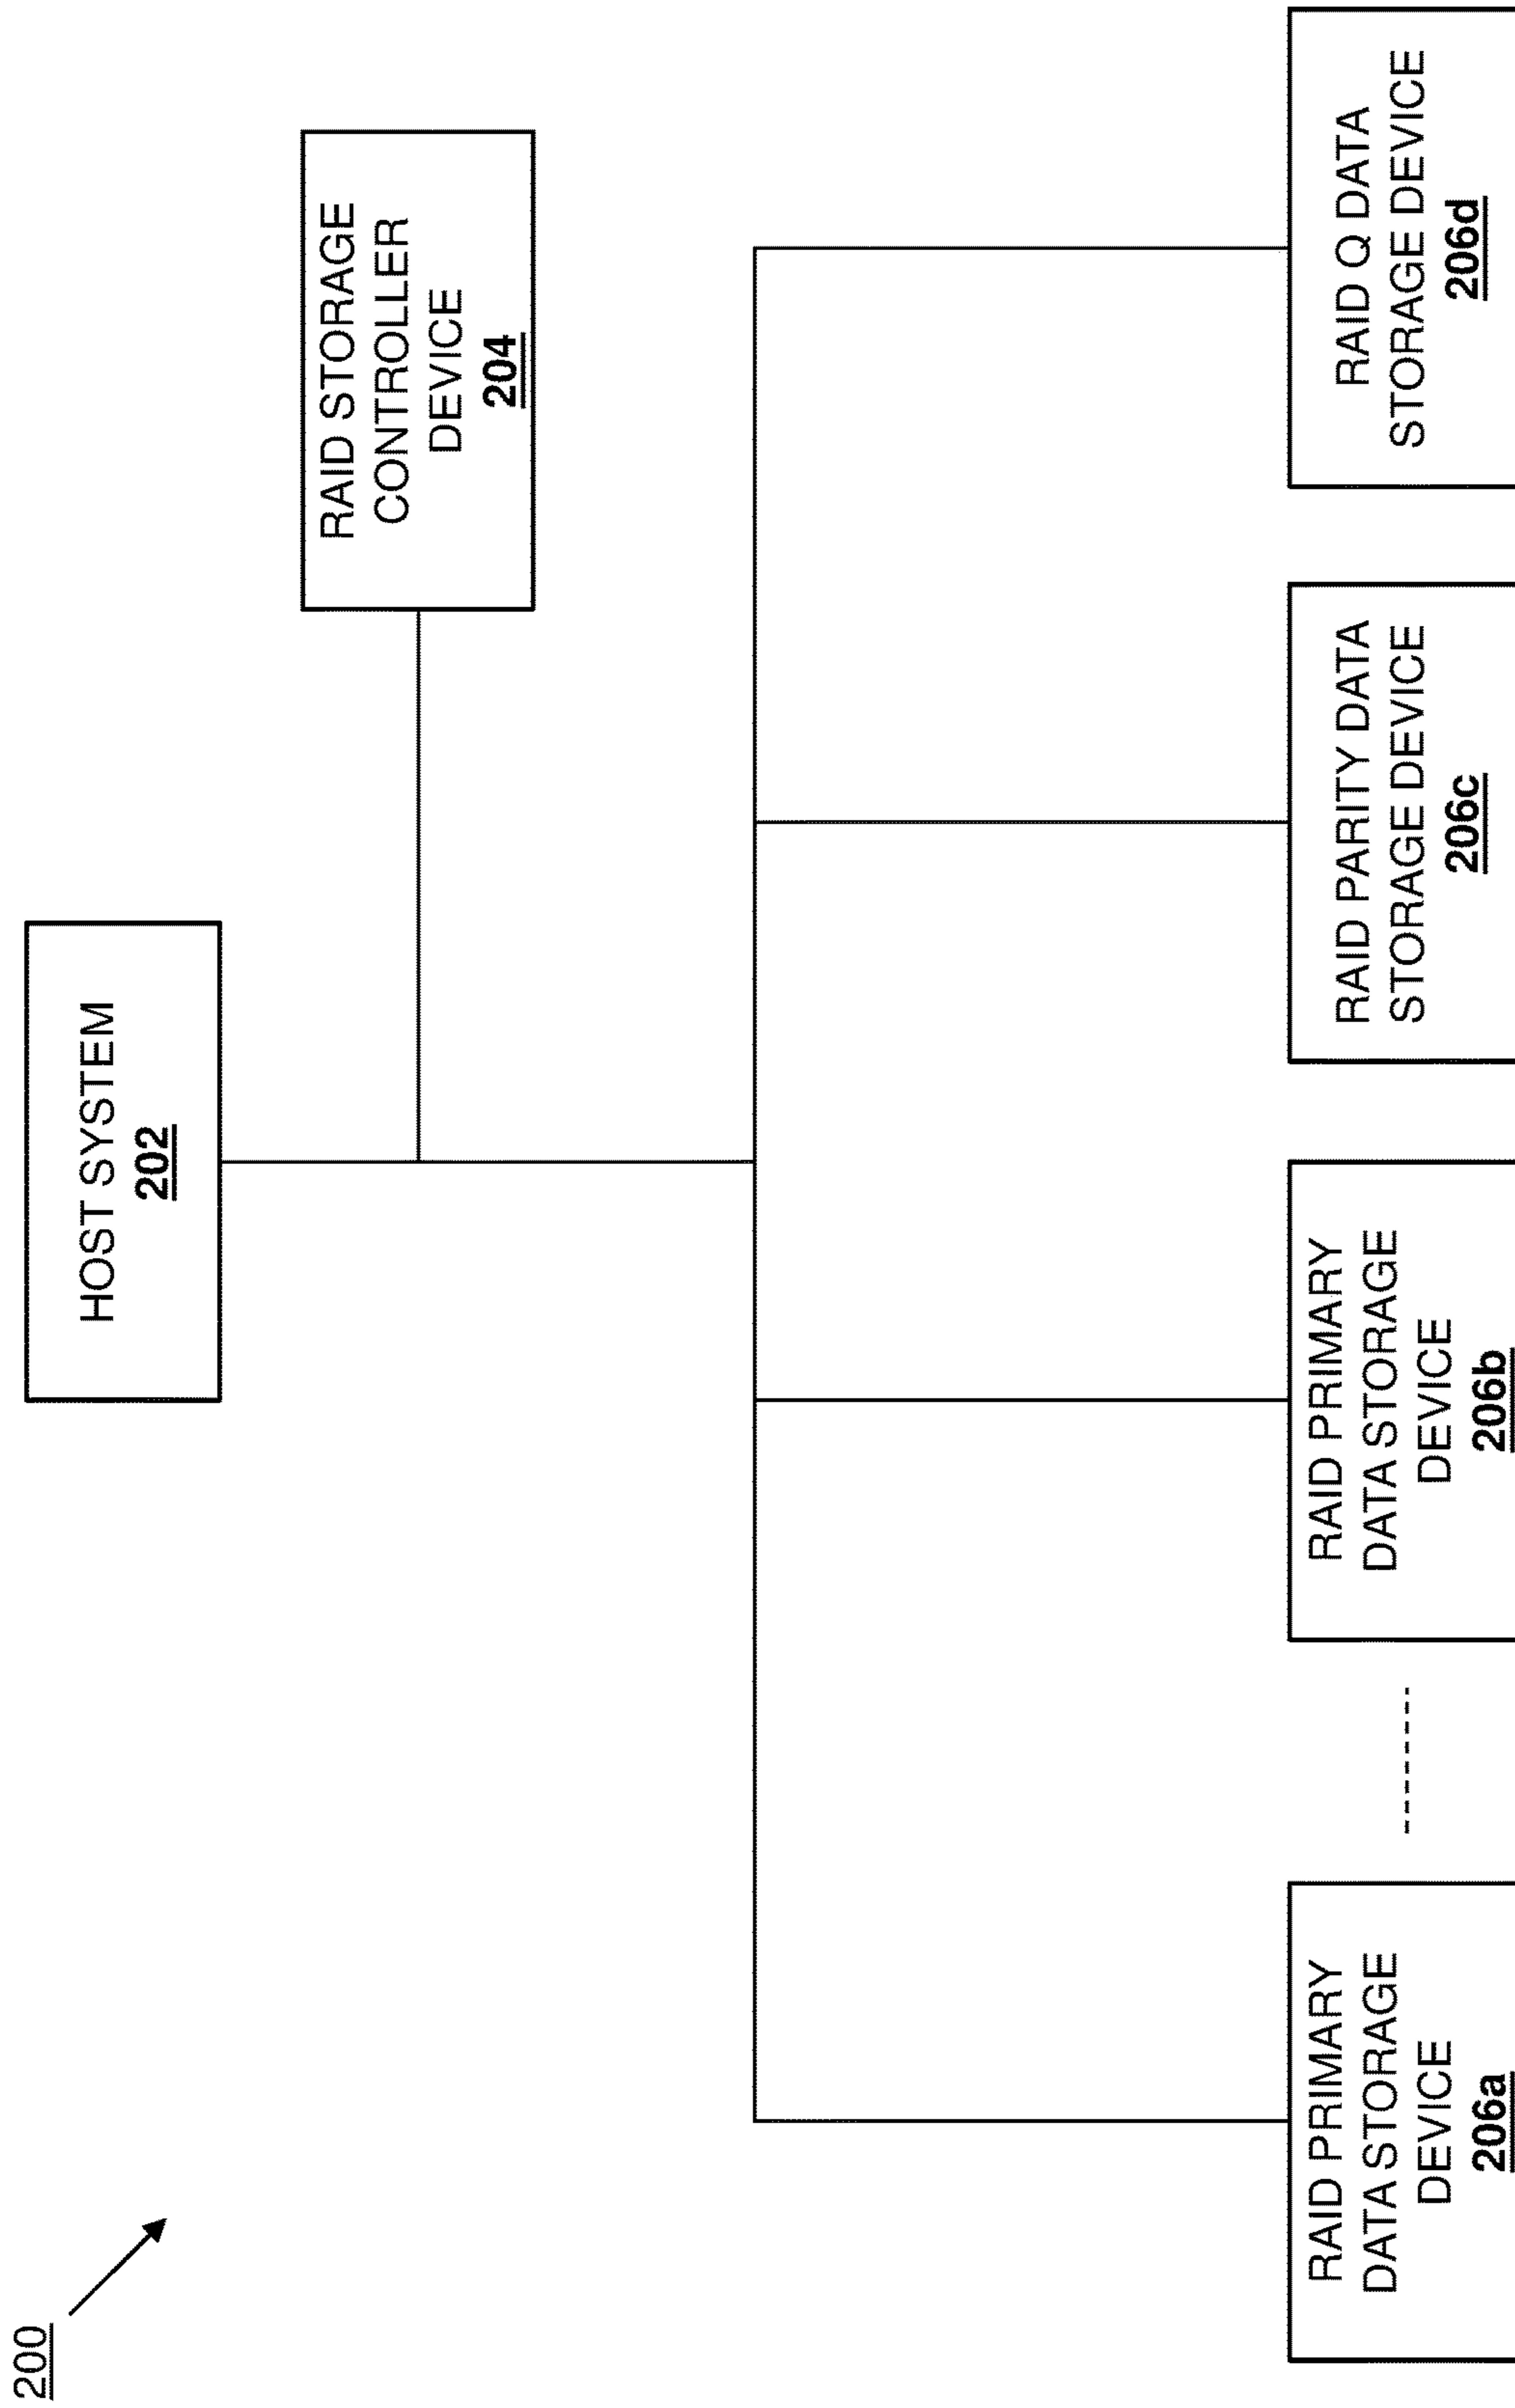 200
HOST SYSTEM
202
RAID STORAGE
CONTROLLER
DEVICE
204
RAID PRIMARY
DATA STORAGE
DEVICE
206a
RAID PRIMARY
DATA STORAGE
DEVICE
206b
RAID PARITY DATA
STORAGE DEVICE
206c
RAID Q DATA
STORAGE DEVICE
206d